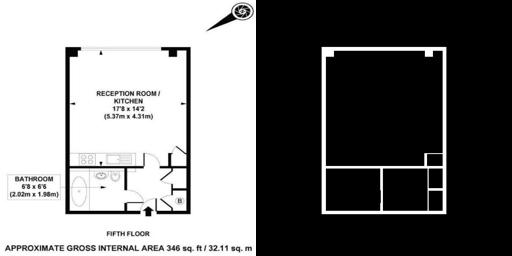 RECEPTION ROOM /
KITCHEN
17'8 x 14'2
(5.37m x 4.31m)
BATHROOM
6'8 x 6'6
(2.02m x 1.98m)
B
FIFTH FLOOR
APPROXIMATE GROSS INTERNAL AREA 346 sq. ft / 32.11 sq. m